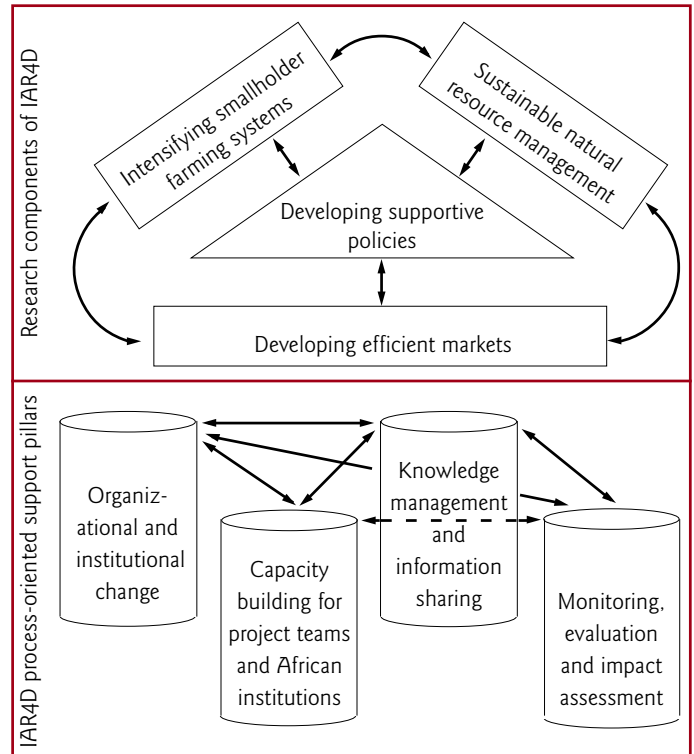 Research components of IAR4D
Intensifying smallholder
farming systems
Sustainable natural
resource management
Developing supportive
policies
Developing efficient markets
IAR4D process-oriented support pillars
Organiz-
ational and
institutional
change
Capacity
building for
project teams
and African
institutions
Knowledge
management
and
information
sharing
Monitoring,
evaluation
and impact
assessment